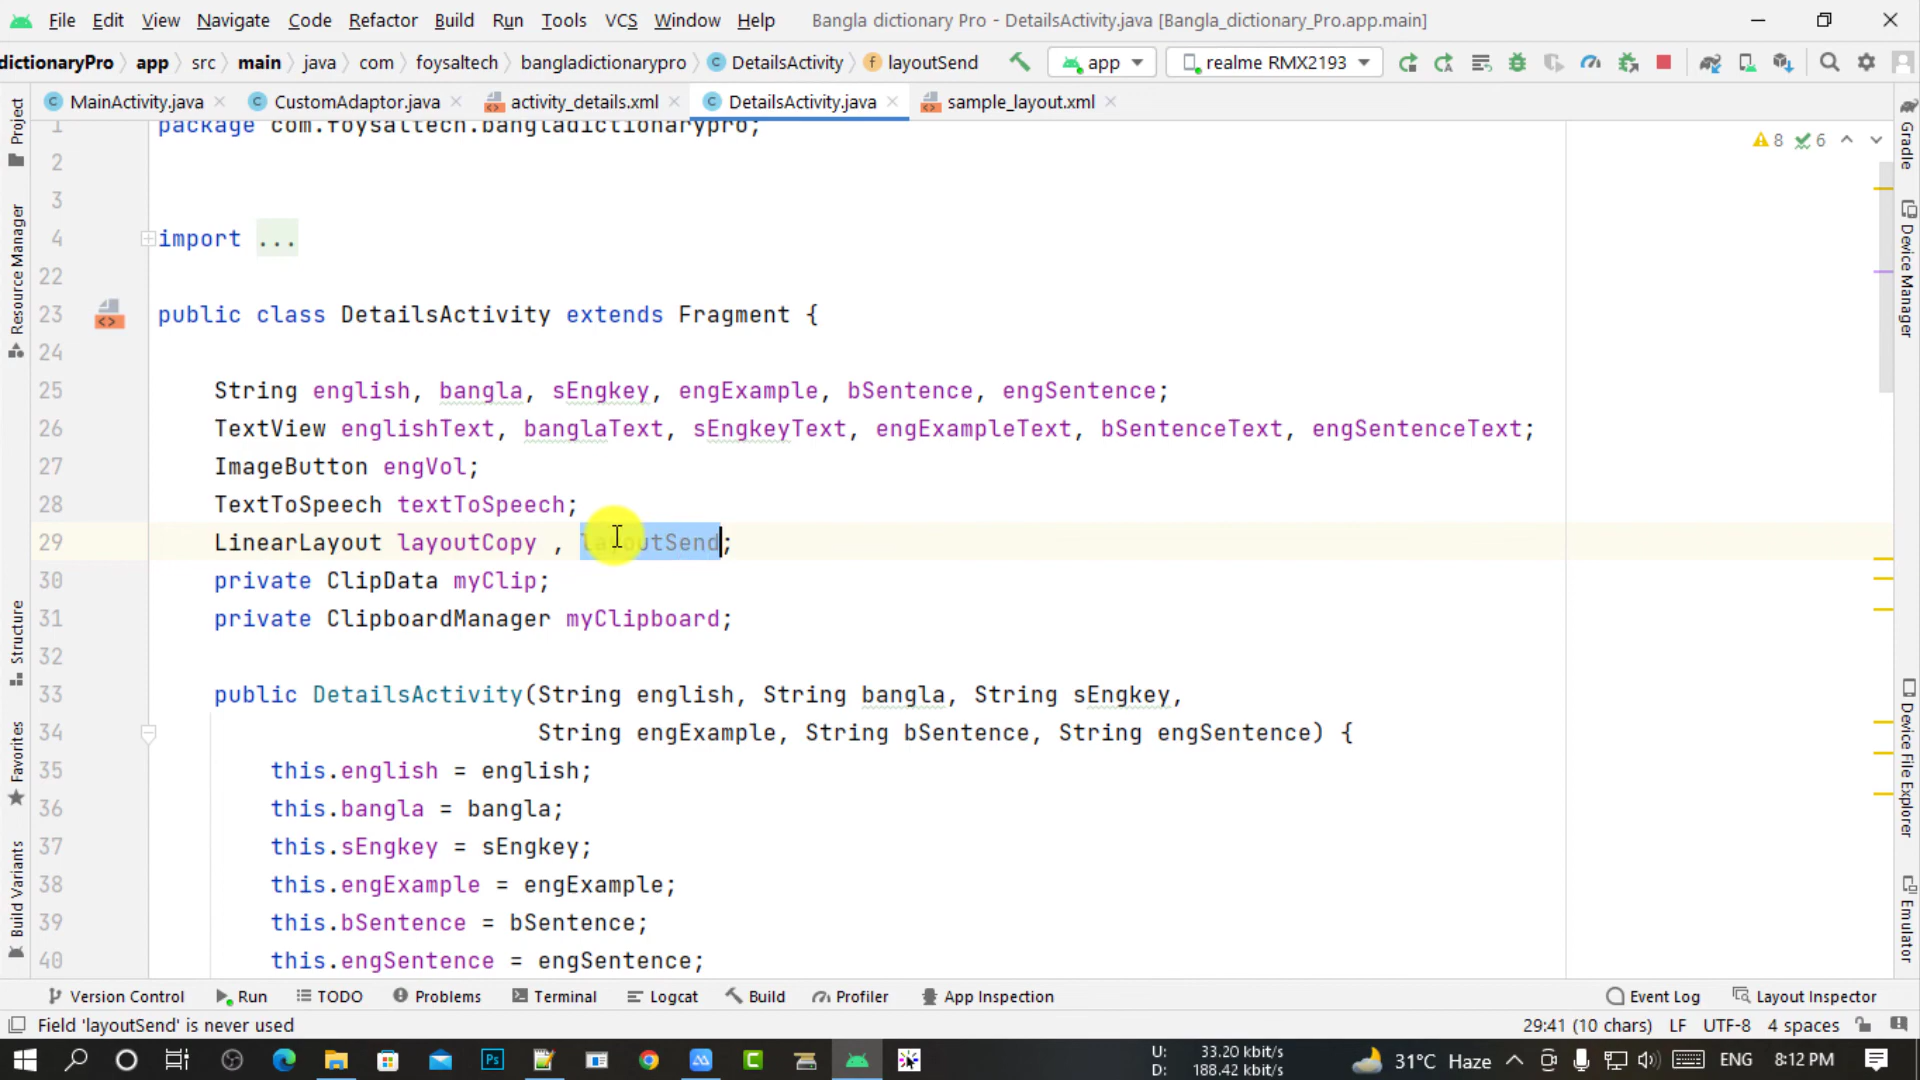 File Edit View Navigate Code Refactor Build Run Tools VCS Window Help Bangla dictionary Pro - DetailsActivity.java [Bangla_dictionary_Pro.app.main]
dictionaryPro app src main java com foysaltech bangladictionarypro DetailsActivity layoutSend app realme RMX2193
MainActivity.java CustomAdaptor.java activity_details.xml DetailsActivity.java sample_layout.xml
1 package com.foysaltech.bangladictionarypro;
8 6
2
3
4 import ...
22
23 public class DetailsActivity extends Fragment {
24
25 String english, bangla, sEngkey, engExample, bSentence, engSentence;
26 TextView englishText, banglaText, sEngkeyText, engExampleText, bSentenceText, engSentenceText;
27 ImageButton engVol;
28 TextToSpeech textToSpeech;
29 LinearLayout layoutCopy , layoutSend;
30 private ClipData myClip;
31 private ClipboardManager myClipboard;
32
33 public DetailsActivity(String english, String bangla, String sEngkey,
34 String engExample, String bSentence, String engSentence) {
35 this.english = english;
36 this.bangla = bangla;
37 this.sEngkey = sEngkey;
38 this.engExample = engExample;
39 this.bSentence = bSentence;
40 this.engSentence = engSentence;
Project
Resource Manager
Structure
Favorites
Build Variants
Gradle
Device Manager
Device File Explorer
Emulator
Version Control Run TODO Problems Terminal Logcat Build Profiler App Inspection Event Log Layout Inspector
Field 'layoutSend' is never used 29:41 (10 chars) LF UTF-8 4 spaces
U: 33.20 kbit/s
D: 188.42 kbit/s
31°C Haze ENG 8:12 PM